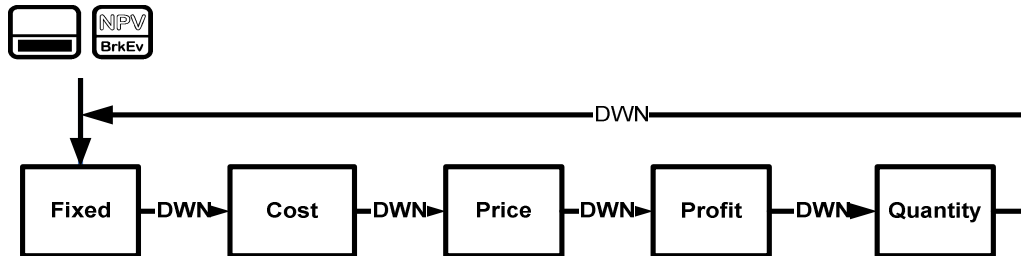 NPV
BrkEv
DWN
Fixed DWN Cost DWN Price DWN Profit DWN Quantity